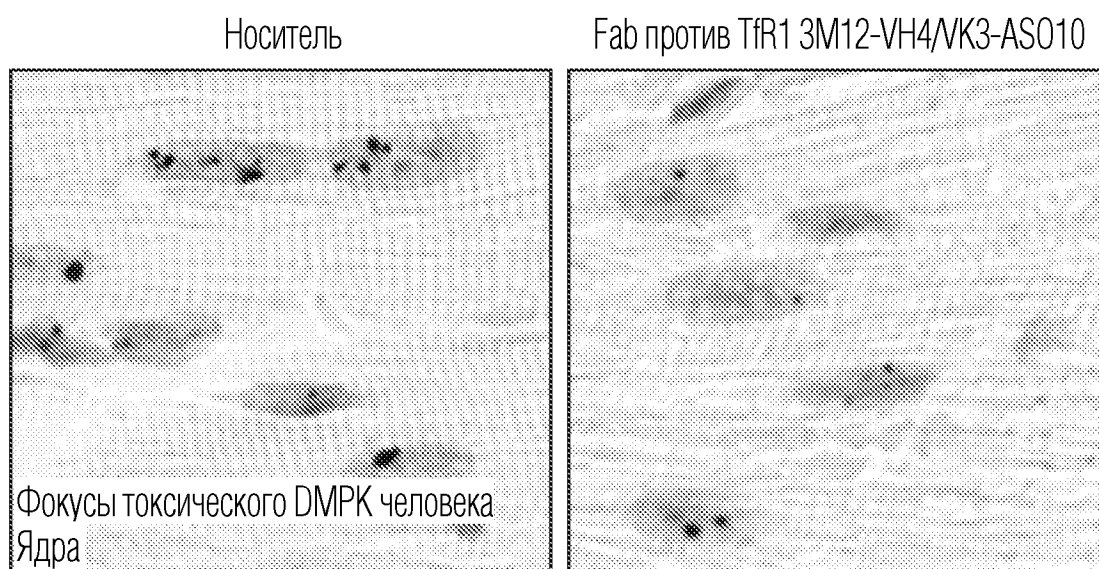 Носитель
Fab против TfR1 3M12-VH4/VK3-ASO10
Фокусы токсического DMPK человека
Ядра